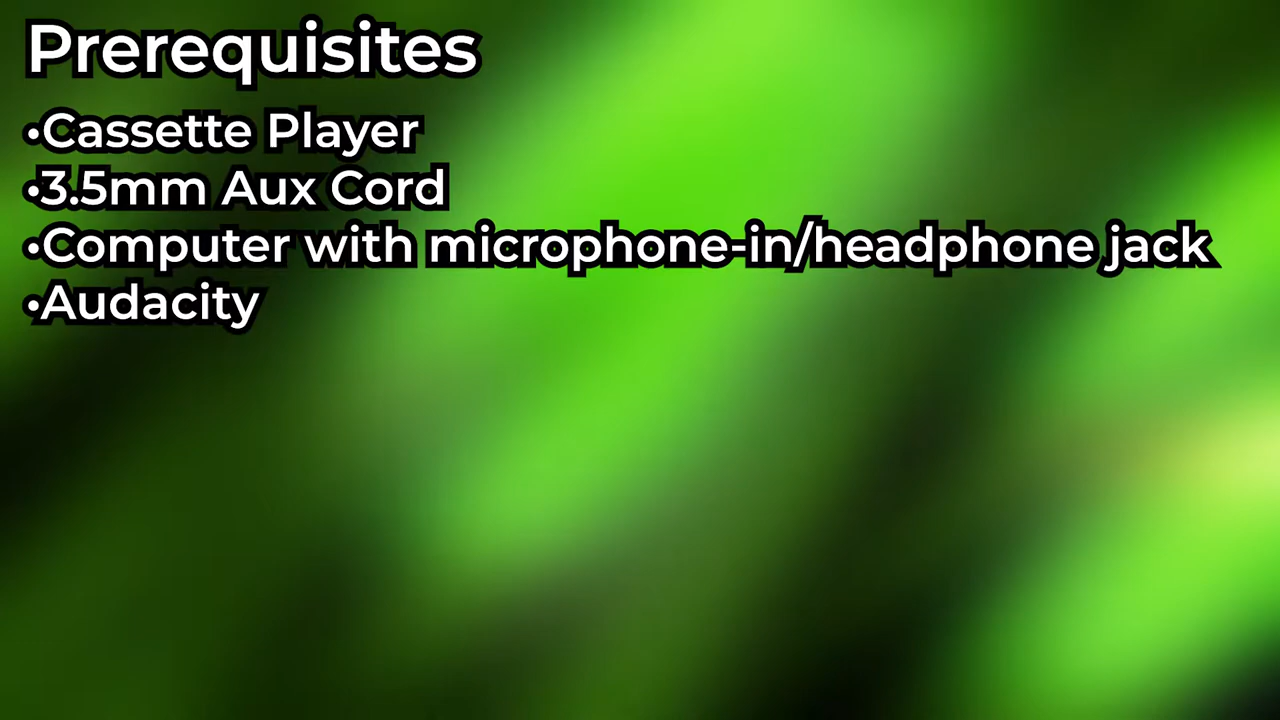 Prerequisites
•Cassette Player
•3.5mm Aux Cord
•Computer with microphone-in/headphone jack
•Audacity